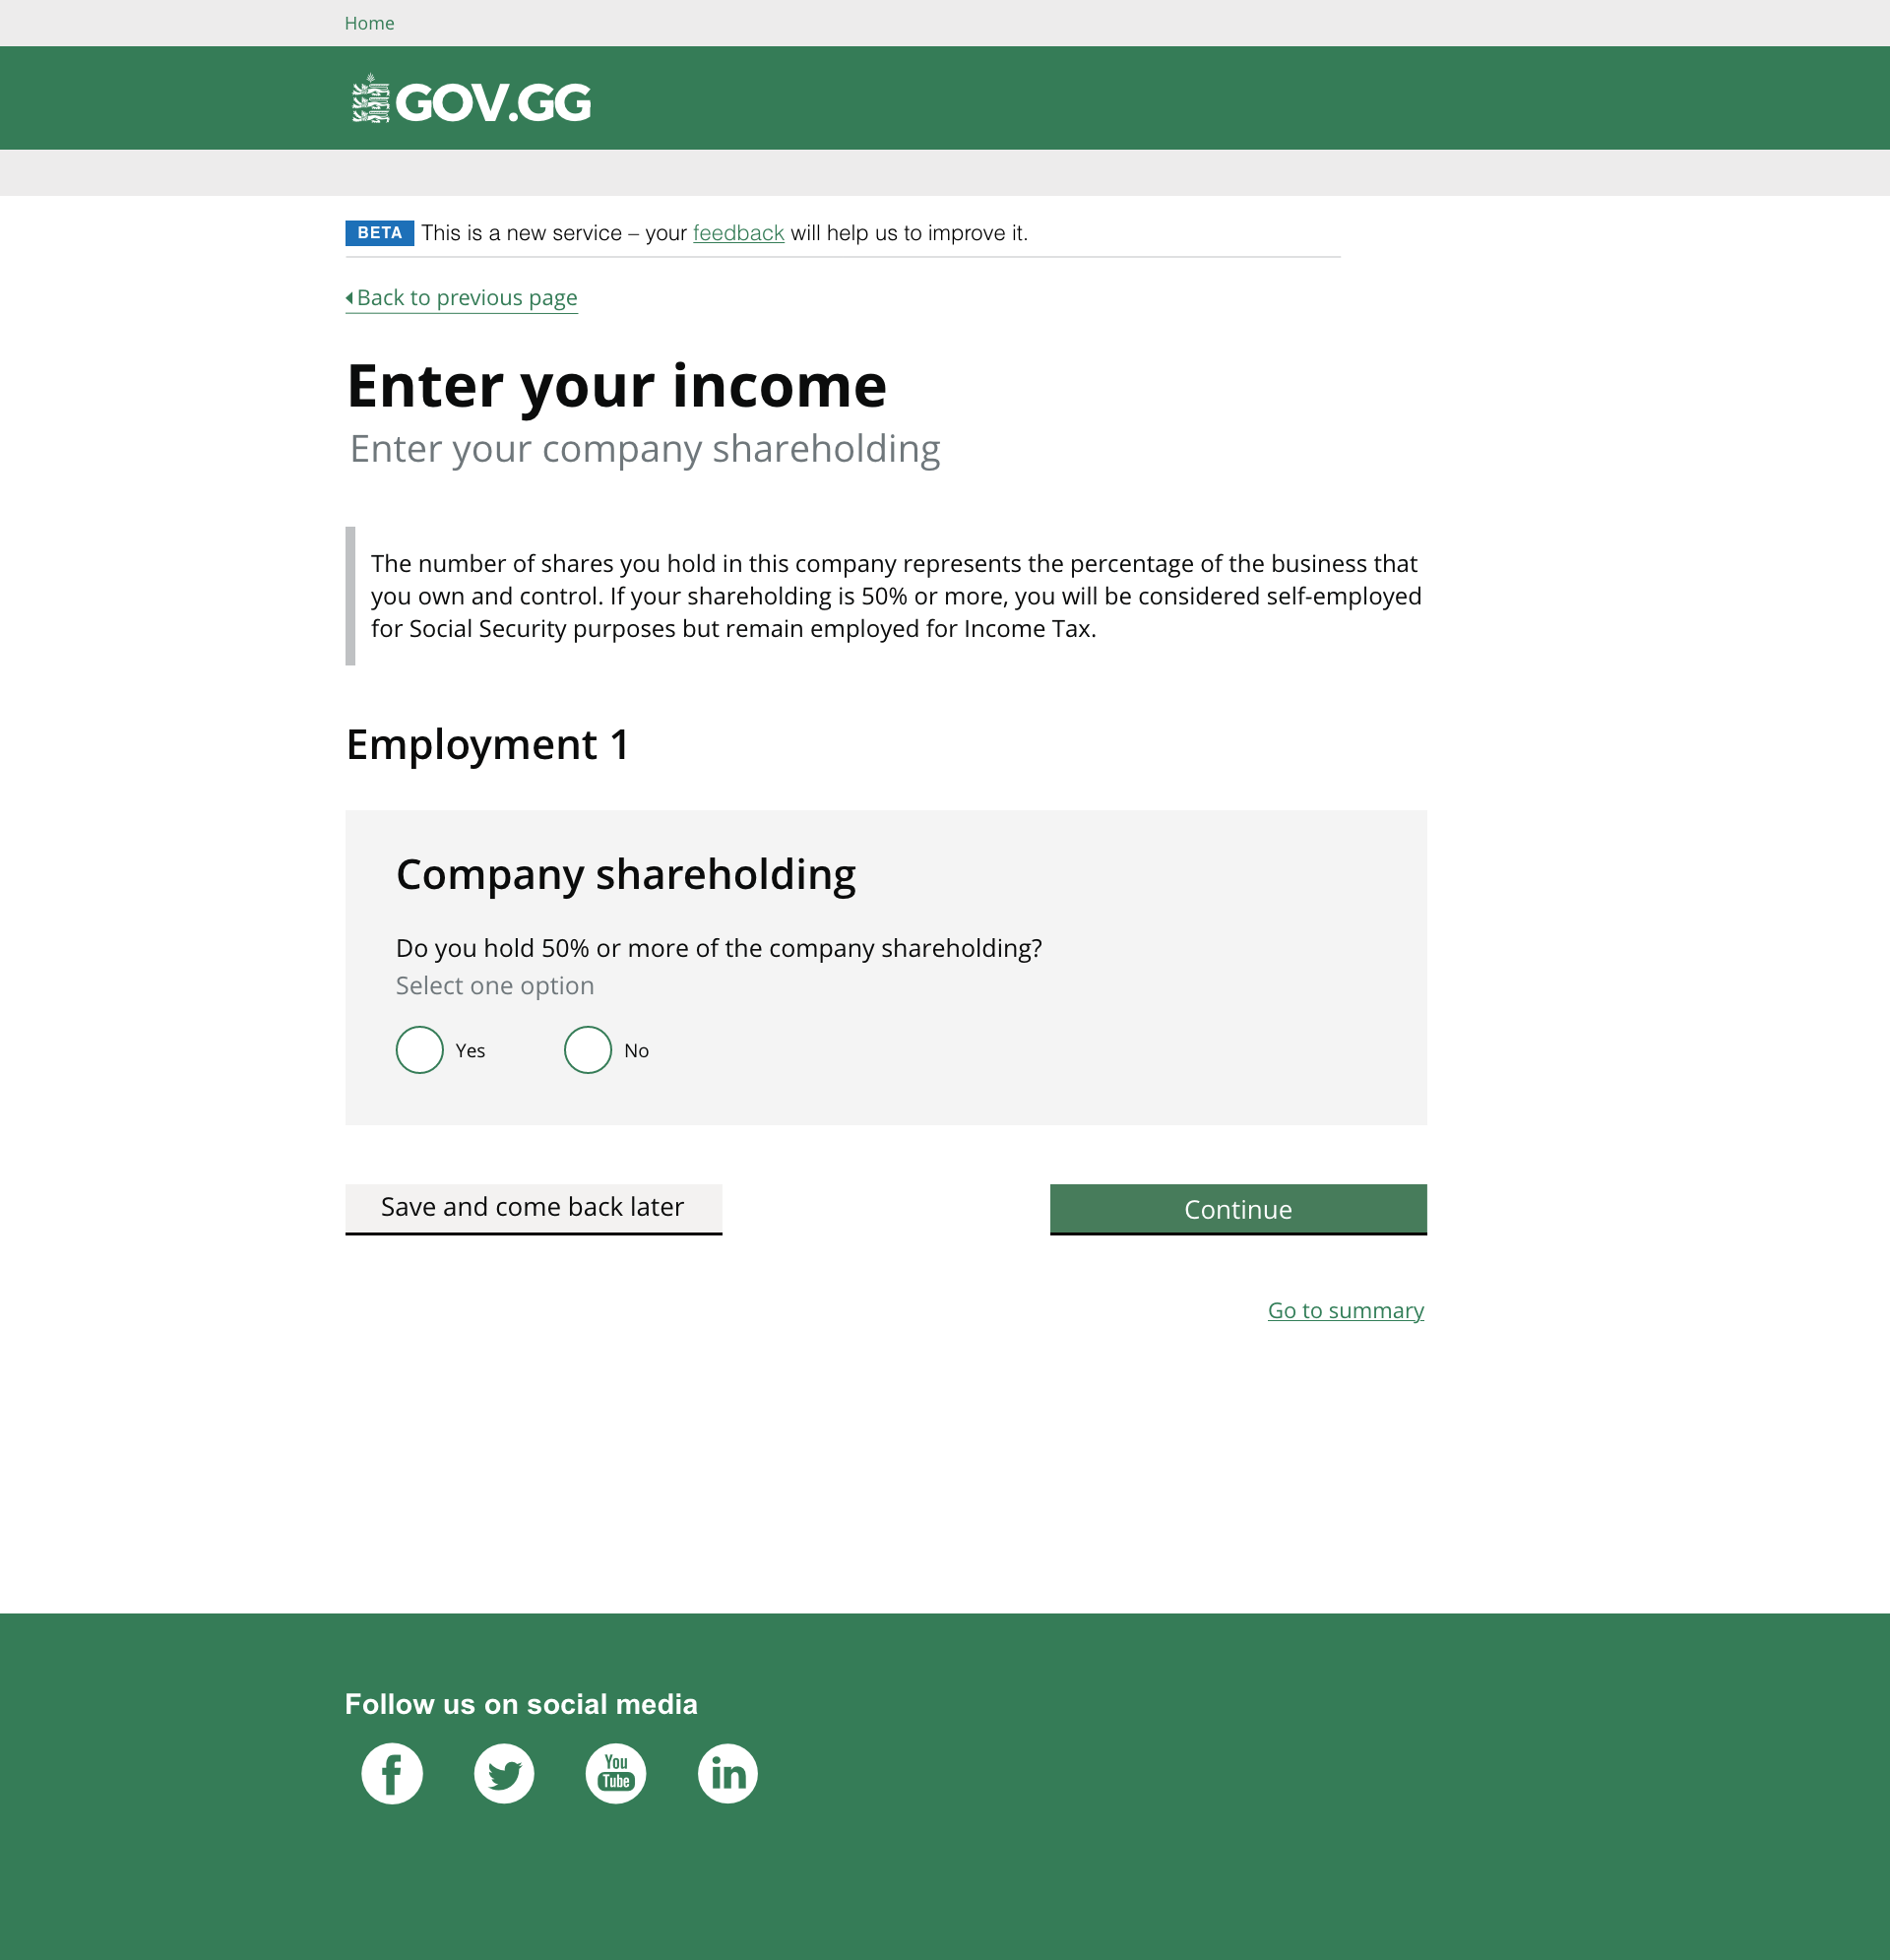 Home
GOV.GG
BETA This is a new service – your feedback will help us to improve it.
Back to previous page
Enter your income
Enter your company shareholding
The number of shares you hold in this company represents the percentage of the business that
you own and control. If your shareholding is 50% or more, you will be considered self-employed
for Social Security purposes but remain employed for Income Tax.
Employment 1
Company shareholding
Do you hold 50% or more of the company shareholding?
Select one option
Yes No
Save and come back later Continue
Go to summary
Follow us on social media
f You Tube in